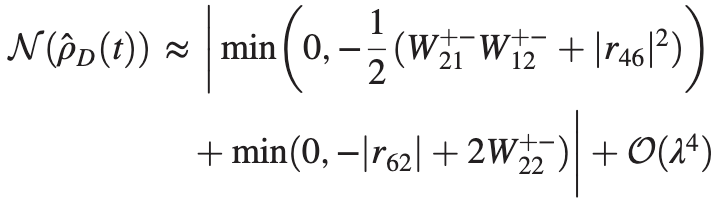 𝒩(ρ̂_D(t)) ≈ | min(0, −\frac{1}{2}(W_{21}^{+−}W_{12}^{+−} + |r_{46}|^2))
+ min(0, −|r_{62}| + 2W_{22}^{+−}) | + 𝒪(λ^4)